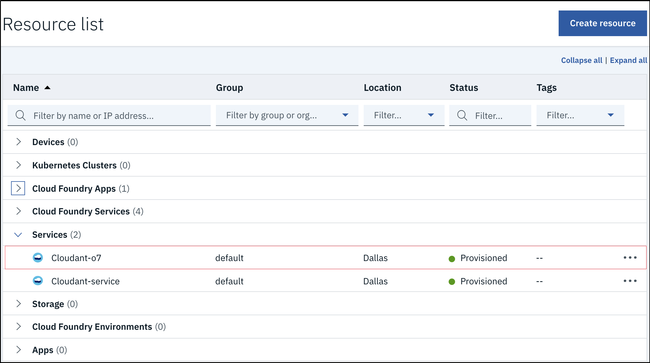 Resource list
Create resource
Collapse all | Expand all
Name Group Location Status Tags
Filter by name or IP address... Filter by group or org... Filter... Filter... Filter...
Devices (0)
Kubernetes Clusters (0)
Cloud Foundry Apps (1)
Cloud Foundry Services (4)
Services (2)
Cloudant-o7 default Dallas Provisioned --
Cloudant-service default Dallas Provisioned --
Storage (0)
Cloud Foundry Environments (0)
Apps (0)